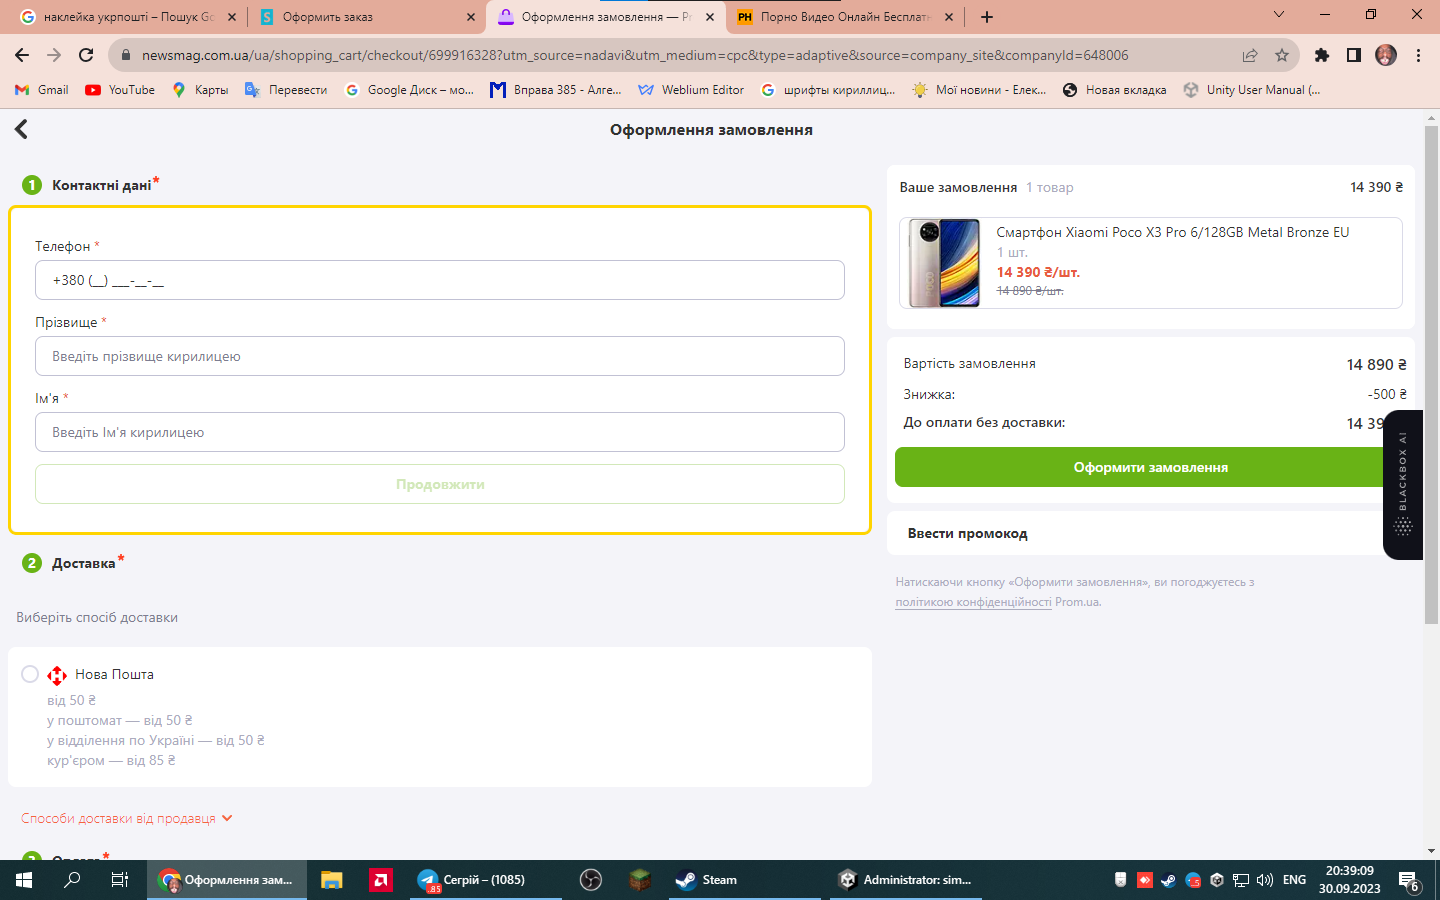 наклейка укрпошті – Пошук Go
Оформить заказ
Оформлення замовлення — Pr
PH Порно Видео Онлайн Бесплатн
newsmag.com.ua/ua/shopping_cart/checkout/699916328?utm_source=nadavi&utm_medium=cpc&type=adaptive&source=company_site&companyId=648006
Gmail
YouTube
Карты
Перевести
Google Диск – мо...
Вправа 385 - Алге...
Weblium Editor
шрифты кириллиц...
Мої новини - Елек...
Новая вкладка
Unity User Manual (...
Оформлення замовлення
1 Контактні дані*
Телефон *
+380 (__) ___-__-__
Прізвище *
Введіть прізвище кирилицею
Ім'я *
Введіть Ім'я кирилицею
Продовжити
2 Доставка*
Виберіть спосіб доставки
Нова Пошта
від 50 ₴
у поштомат — від 50 ₴
у відділення по Україні — від 50 ₴
кур'єром — від 85 ₴
Способи доставки від продавця
3 Оплата*
Ваше замовлення 1 товар 14 390 ₴
Смартфон Xiaomi Poco X3 Pro 6/128GB Metal Bronze EU
1 шт.
14 390 ₴/шт.
14 890 ₴/шт.
Вартість замовлення 14 890 ₴
Знижка: -500 ₴
До оплати без доставки: 14 39
Оформити замовлення
BLACKBOX AI
Ввести промокод
Натискаючи кнопку «Оформити замовлення», ви погоджуєтесь з
політикою конфіденційності Prom.ua.
Оформлення зам...
85
Сегрій – (1085)
Steam
Administrator: sim...
ENG
20:39:09
30.09.2023
6